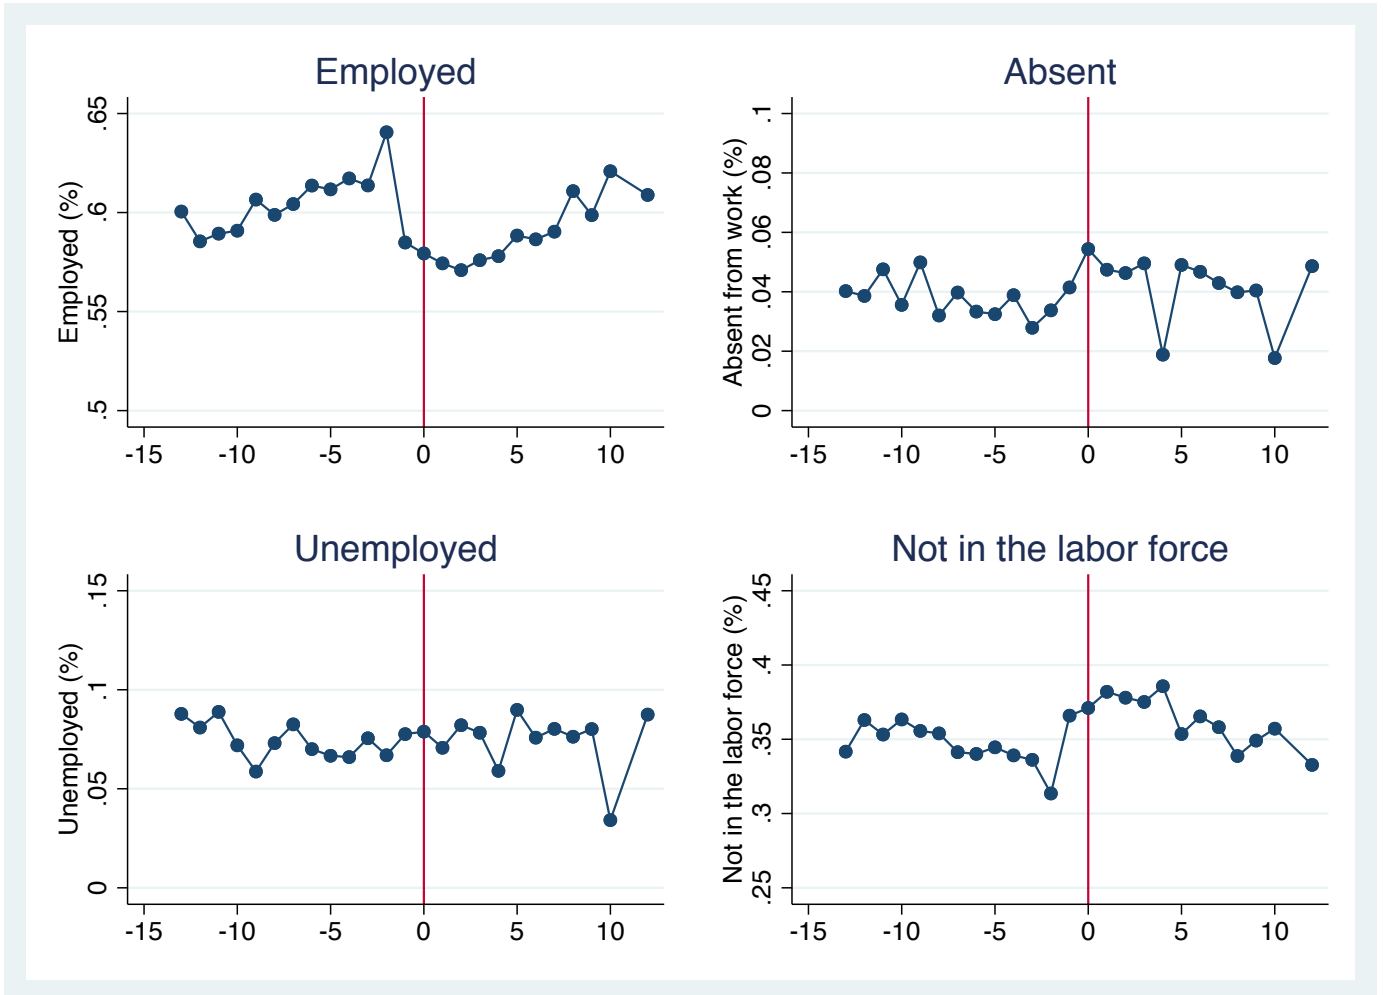 Employed
Employed (%)
.65
.6
.55
.5
-15 -10 -5 0 5 10
Absent
Absent from work (%)
.1
.08
.06
.04
.02
0
-15 -10 -5 0 5 10
Unemployed
Unemployed (%)
.15
.1
.05
0
-15 -10 -5 0 5 10
Not in the labor force
Not in the labor force (%)
.45
.4
.35
.3
.25
-15 -10 -5 0 5 10